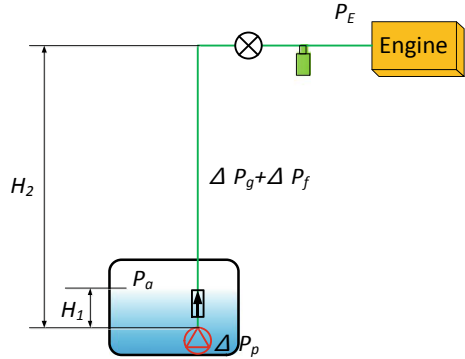 P_E
Engine
H_2
Δ P_g+Δ P_f
P_a
H_1
Δ P_p